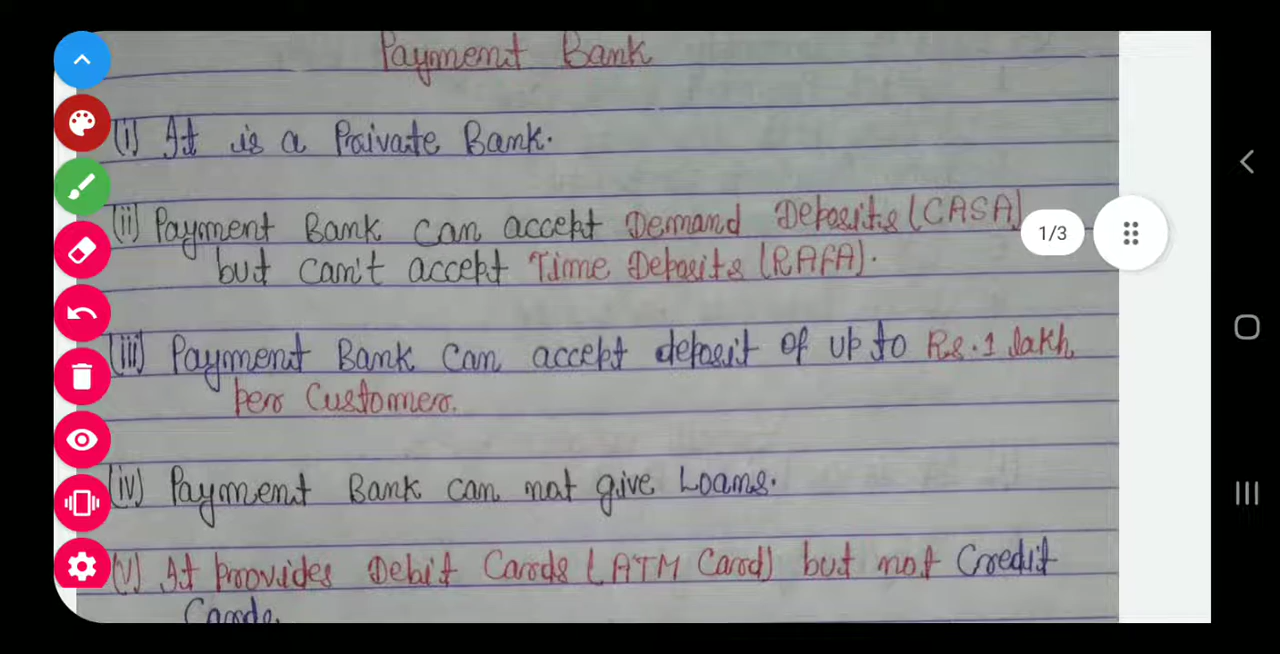 Payment Bank
(i) It is a Private Bank.
(ii) Payment Bank can accept Demand Deposits (CASA)
but can't accept Time Deposits (RAFA).
1/3
(iii) Payment Bank can accept deposit of up to Rs. 1 lakh
per Customer.
(iv) Payment Bank can not give Loans.
(v) It provides Debit Cards (ATM Card) but not Credit
Cards.